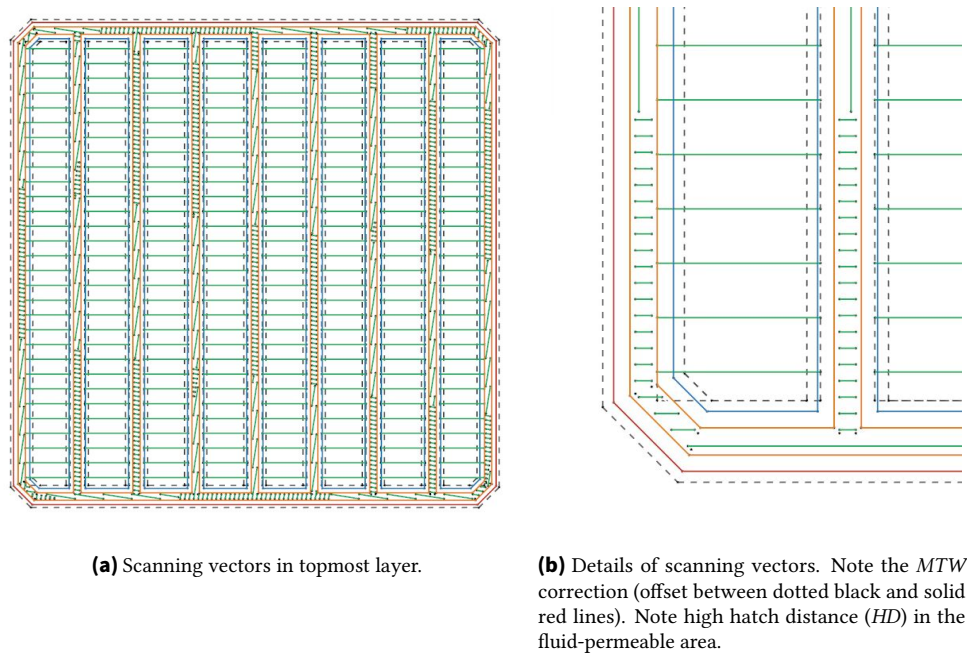 (a) Scanning vectors in topmost layer.
(b) Details of scanning vectors. Note the MTW
correction (offset between dotted black and solid
red lines). Note high hatch distance (HD) in the
fluid-permeable area.